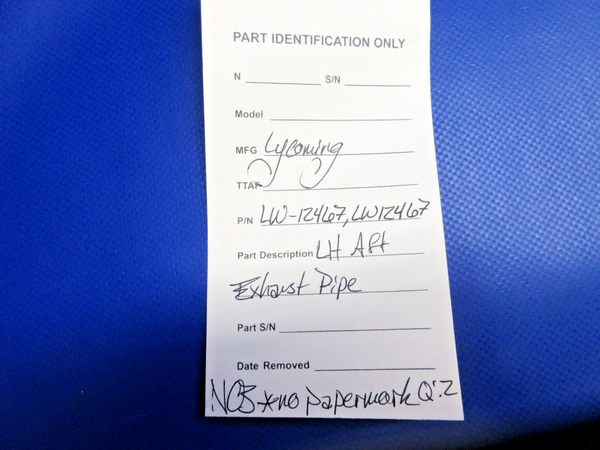 PART IDENTIFICATION ONLY
N S/N
Model
MFG Lycoming
TTAF
P/N LW-12467, LW12467
Part Description LH Aft
Exhaust Pipe
Part S/N
Date Removed
NOS *no paperwork Q:2